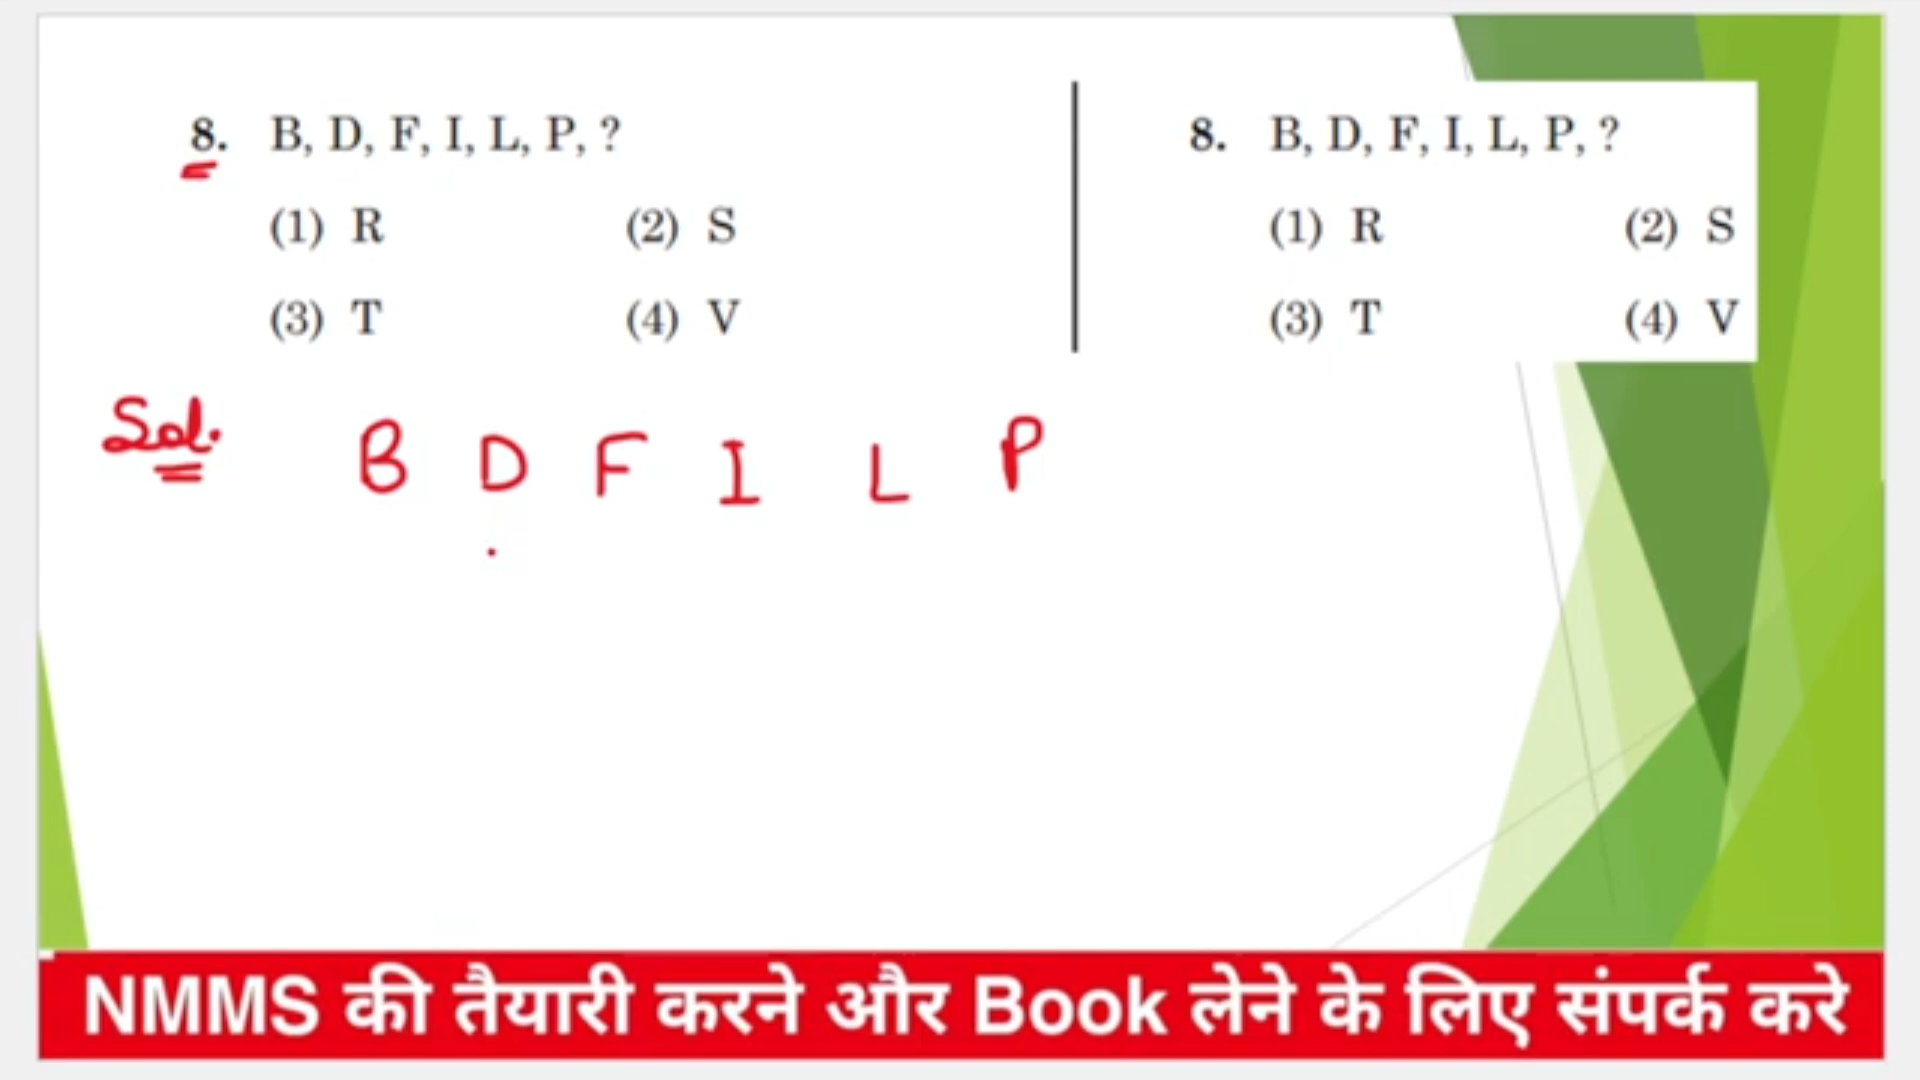 8. B, D, F, I, L, P, ?
(1) R (2) S
(3) T (4) V
8. B, D, F, I, L, P, ?
(1) R (2) S
(3) T (4) V
Sol. B D F I L P
NMMS की तैयारी करने और Book लेने के लिए संपर्क करे